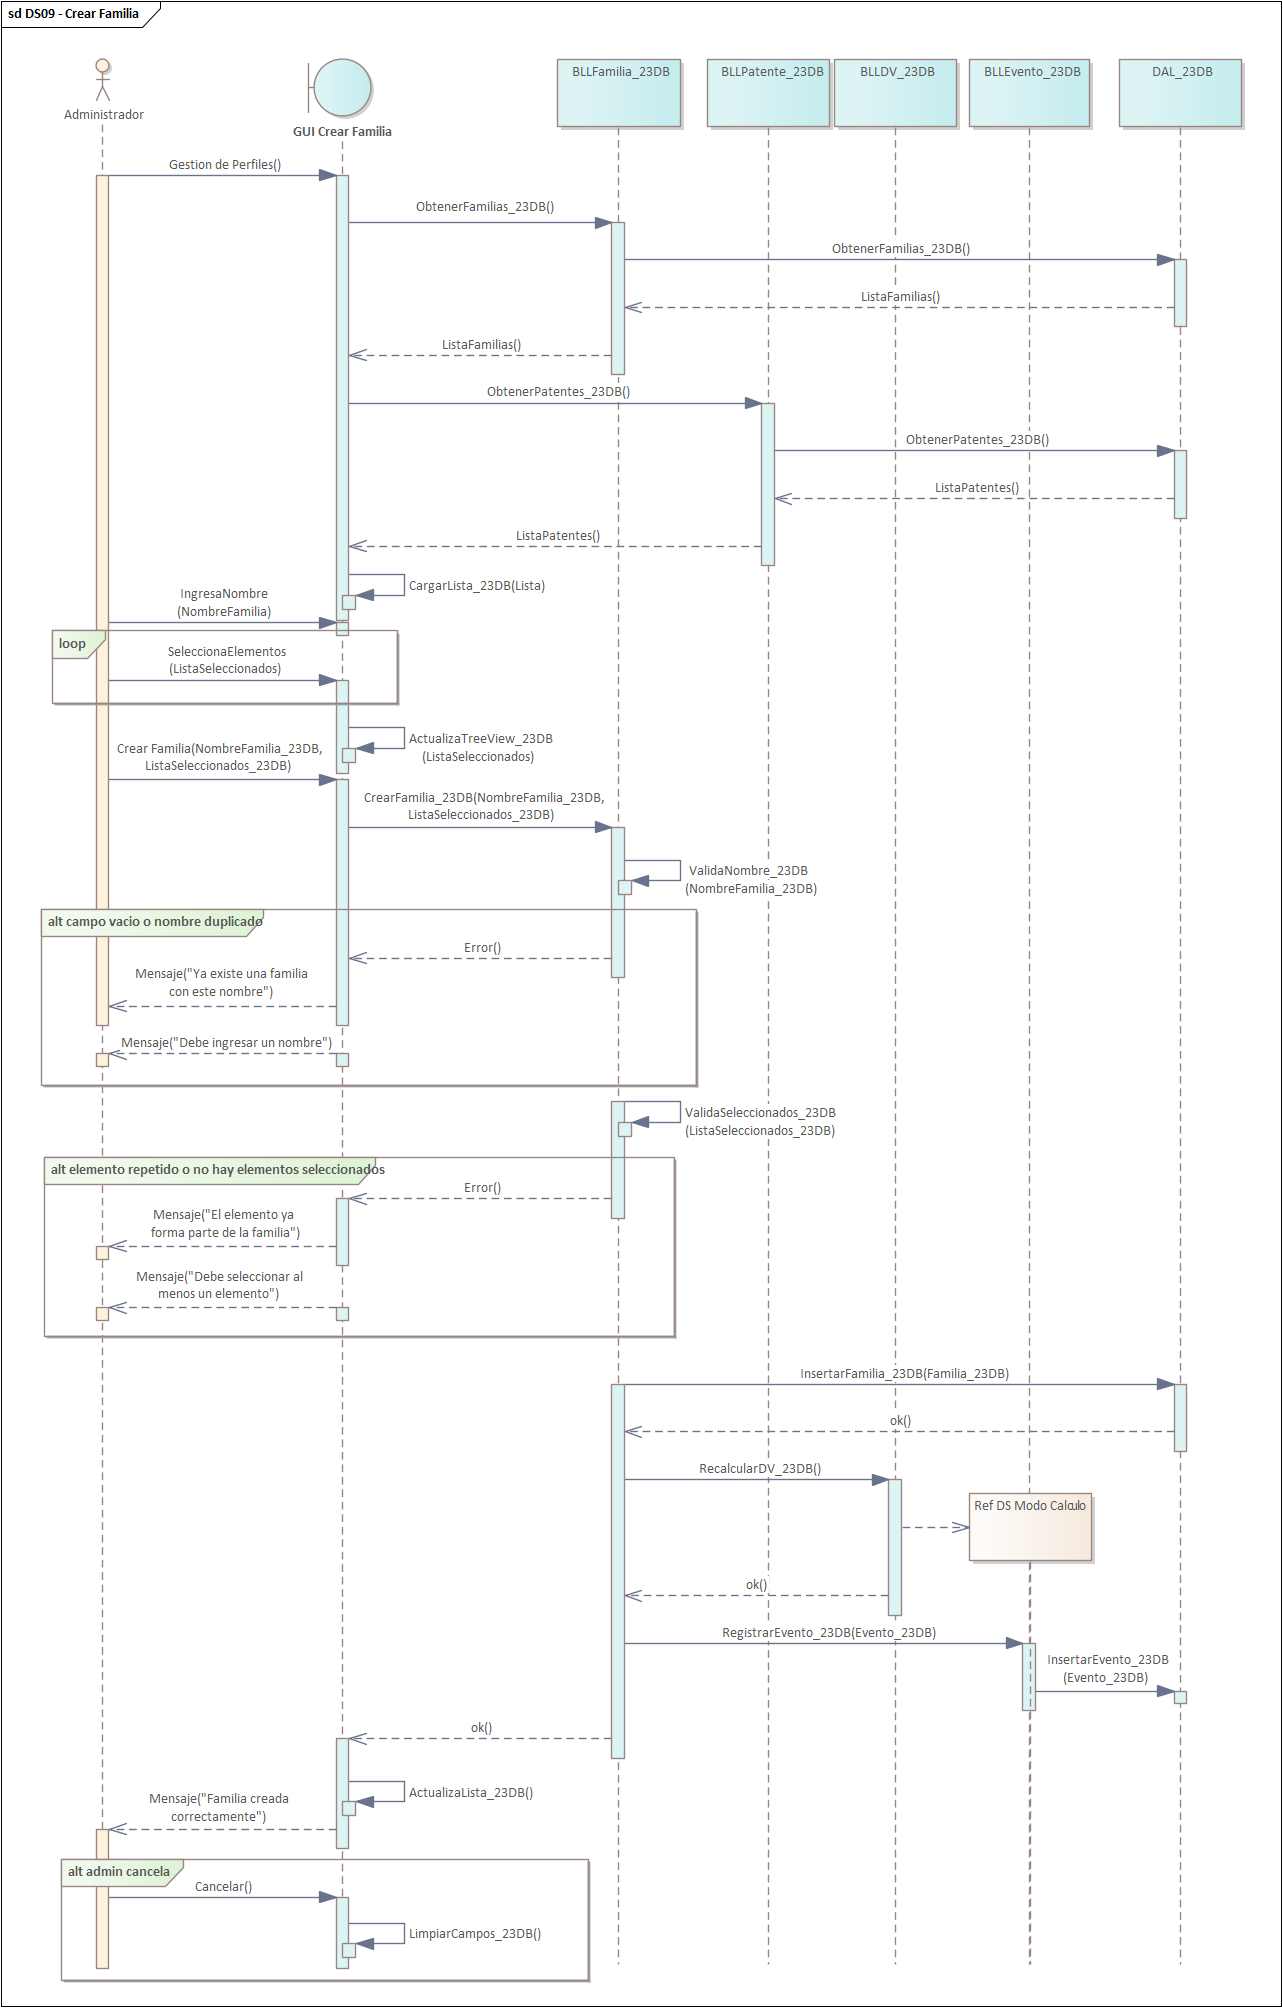 sd DS09 - Crear Familia
Administrador
GUI Crear Familia
BLLFamilia_23DB
BLLPatente_23DB
BLLDV_23DB
BLLEvento_23DB
DAL_23DB
Gestion de Perfiles()
ObtenerFamilias_23DB()
ObtenerFamilias_23DB()
ListaFamilias()
ListaFamilias()
ObtenerPatentes_23DB()
ObtenerPatentes_23DB()
ListaPatentes()
ListaPatentes()
CargarLista_23DB(Lista)
IngresaNombre
(NombreFamilia)
loop
SeleccionaElementos
(ListaSeleccionados)
ActualizaTreeView_23DB
(ListaSeleccionados)
Crear Familia(NombreFamilia_23DB,
ListaSeleccionados_23DB)
CrearFamilia_23DB(NombreFamilia_23DB,
ListaSeleccionados_23DB)
ValidaNombre_23DB
(NombreFamilia_23DB)
alt campo vacio o nombre duplicado
Error()
Mensaje("Ya existe una familia
con este nombre")
Mensaje("Debe ingresar un nombre")
ValidaSeleccionados_23DB
(ListaSeleccionados_23DB)
alt elemento repetido o no hay elementos seleccionados
Error()
Mensaje("El elemento ya
forma parte de la familia")
Mensaje("Debe seleccionar al
menos un elemento")
InsertarFamilia_23DB(Familia_23DB)
ok()
RecalcularDV_23DB()
Ref DS Modo Calculo
ok()
RegistrarEvento_23DB(Evento_23DB)
InsertarEvento_23DB
(Evento_23DB)
ok()
ActualizaLista_23DB()
Mensaje("Familia creada
correctamente")
alt admin cancela
Cancelar()
LimpiarCampos_23DB()